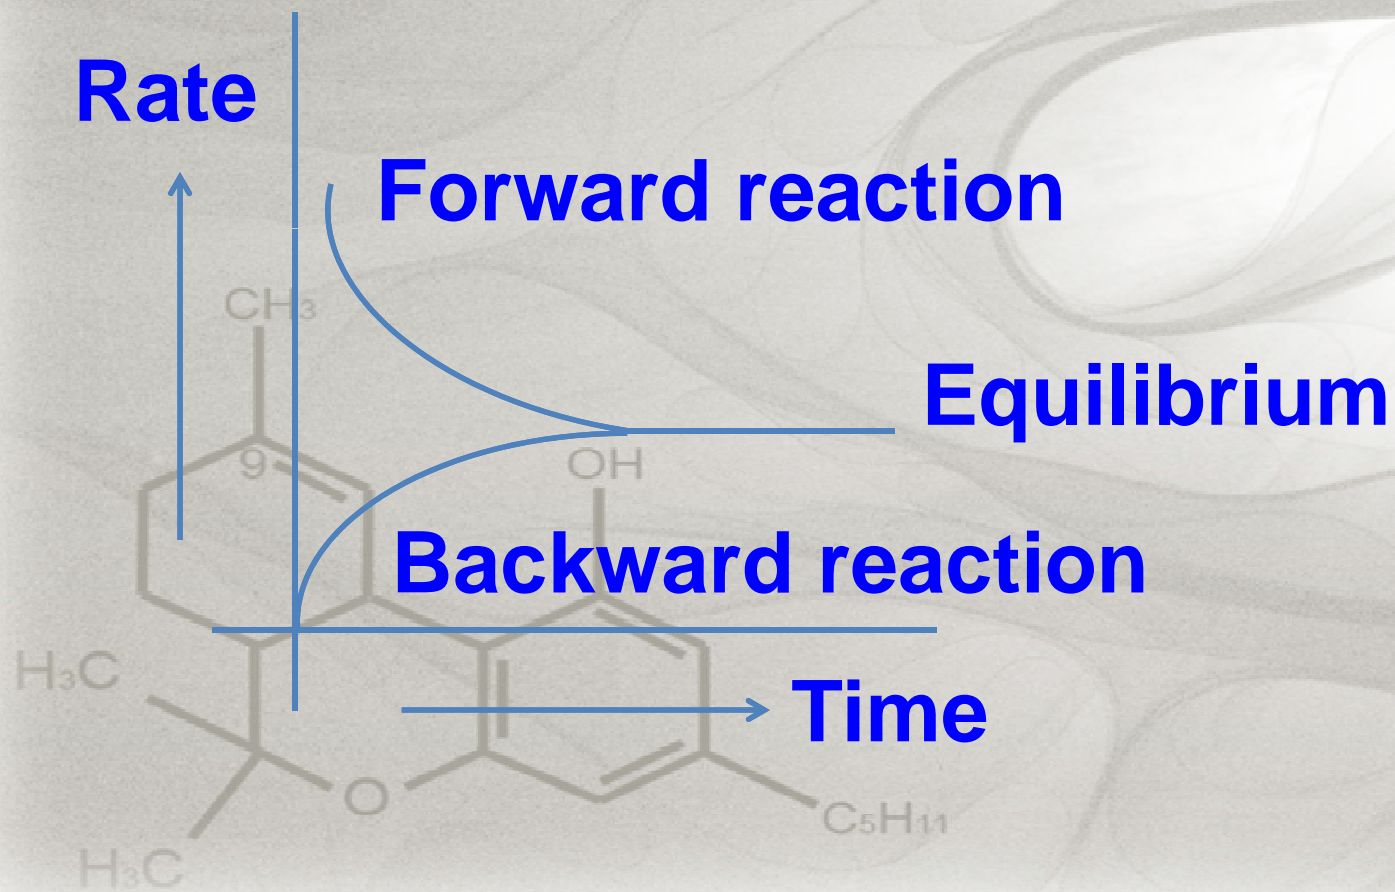 Rate
Forward reaction
CH3
Equilibrium
9
OH
Backward reaction
H3C
Time
O
C5H11
H3C